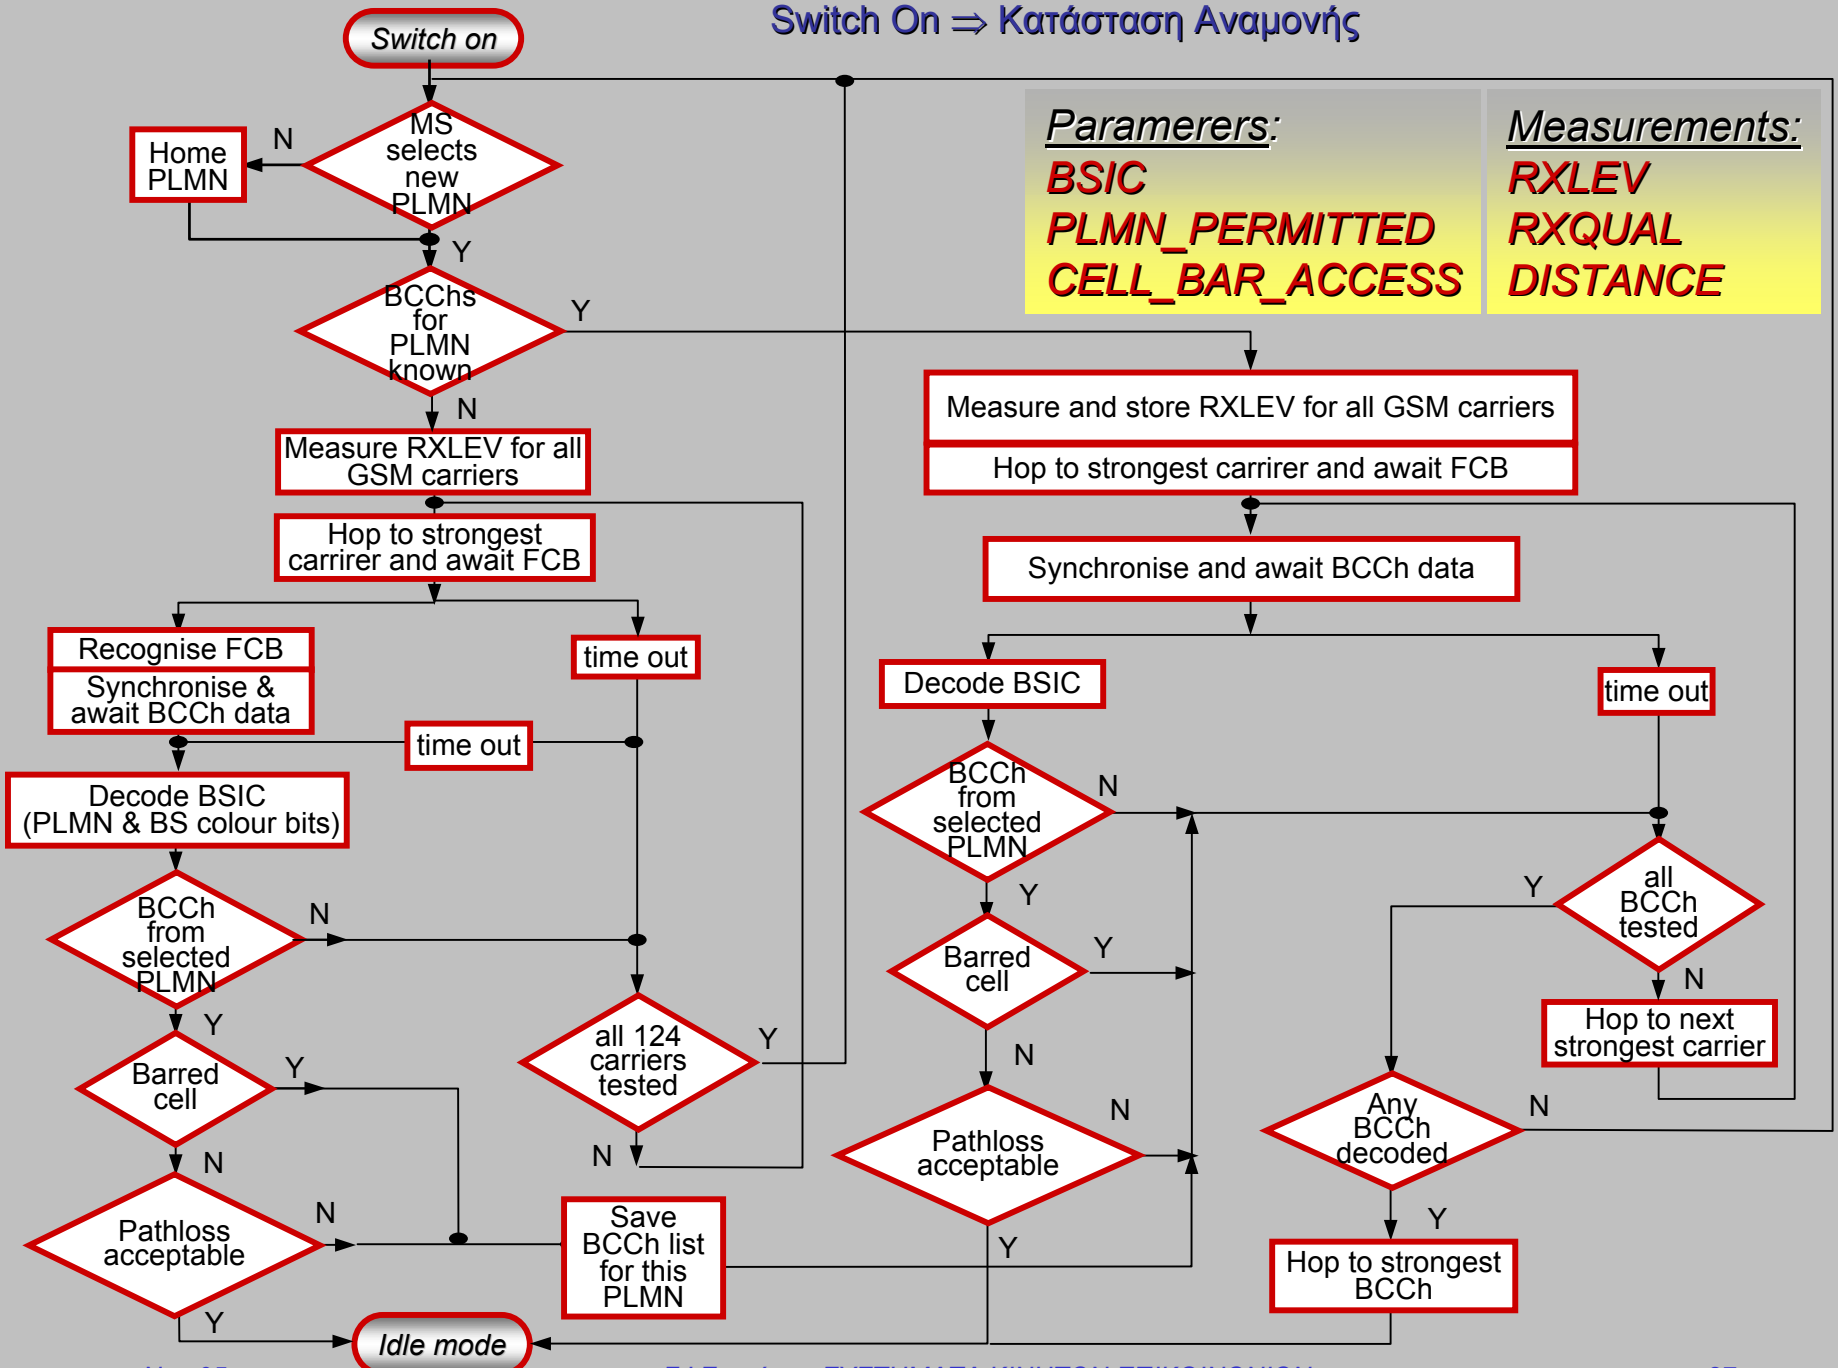 Switch On ⇒ Κατάσταση Αναμονής
Switch on
MS
selects
new
PLMN
N
Home
PLMN
Y
BCChs
for
PLMN
known
Y
N
Paramerers:
BSIC
PLMN_PERMITTED
CELL_BAR_ACCESS
Measurements:
RXLEV
RXQUAL
DISTANCE
Measure RXLEV for all
GSM carriers
Hop to strongest
carrirer and await FCB
Recognise FCB
Synchronise &
await BCCh data
time out
time out
Decode BSIC
(PLMN & BS colour bits)
BCCh
from
selected
PLMN
N
Y
Barred
cell
Y
N
Pathloss
acceptable
N
Y
all 124
carriers
tested
Y
N
Save
BCCh list
for this
PLMN
Idle mode
Measure and store RXLEV for all GSM carriers
Hop to strongest carrirer and await FCB
Synchronise and await BCCh data
Decode BSIC
time out
BCCh
from
selected
PLMN
N
Y
Barred
cell
Y
N
Pathloss
acceptable
N
Y
all
BCCh
tested
Y
N
Hop to next
strongest carrier
Any
BCCh
decoded
N
Y
Hop to strongest
BCCh